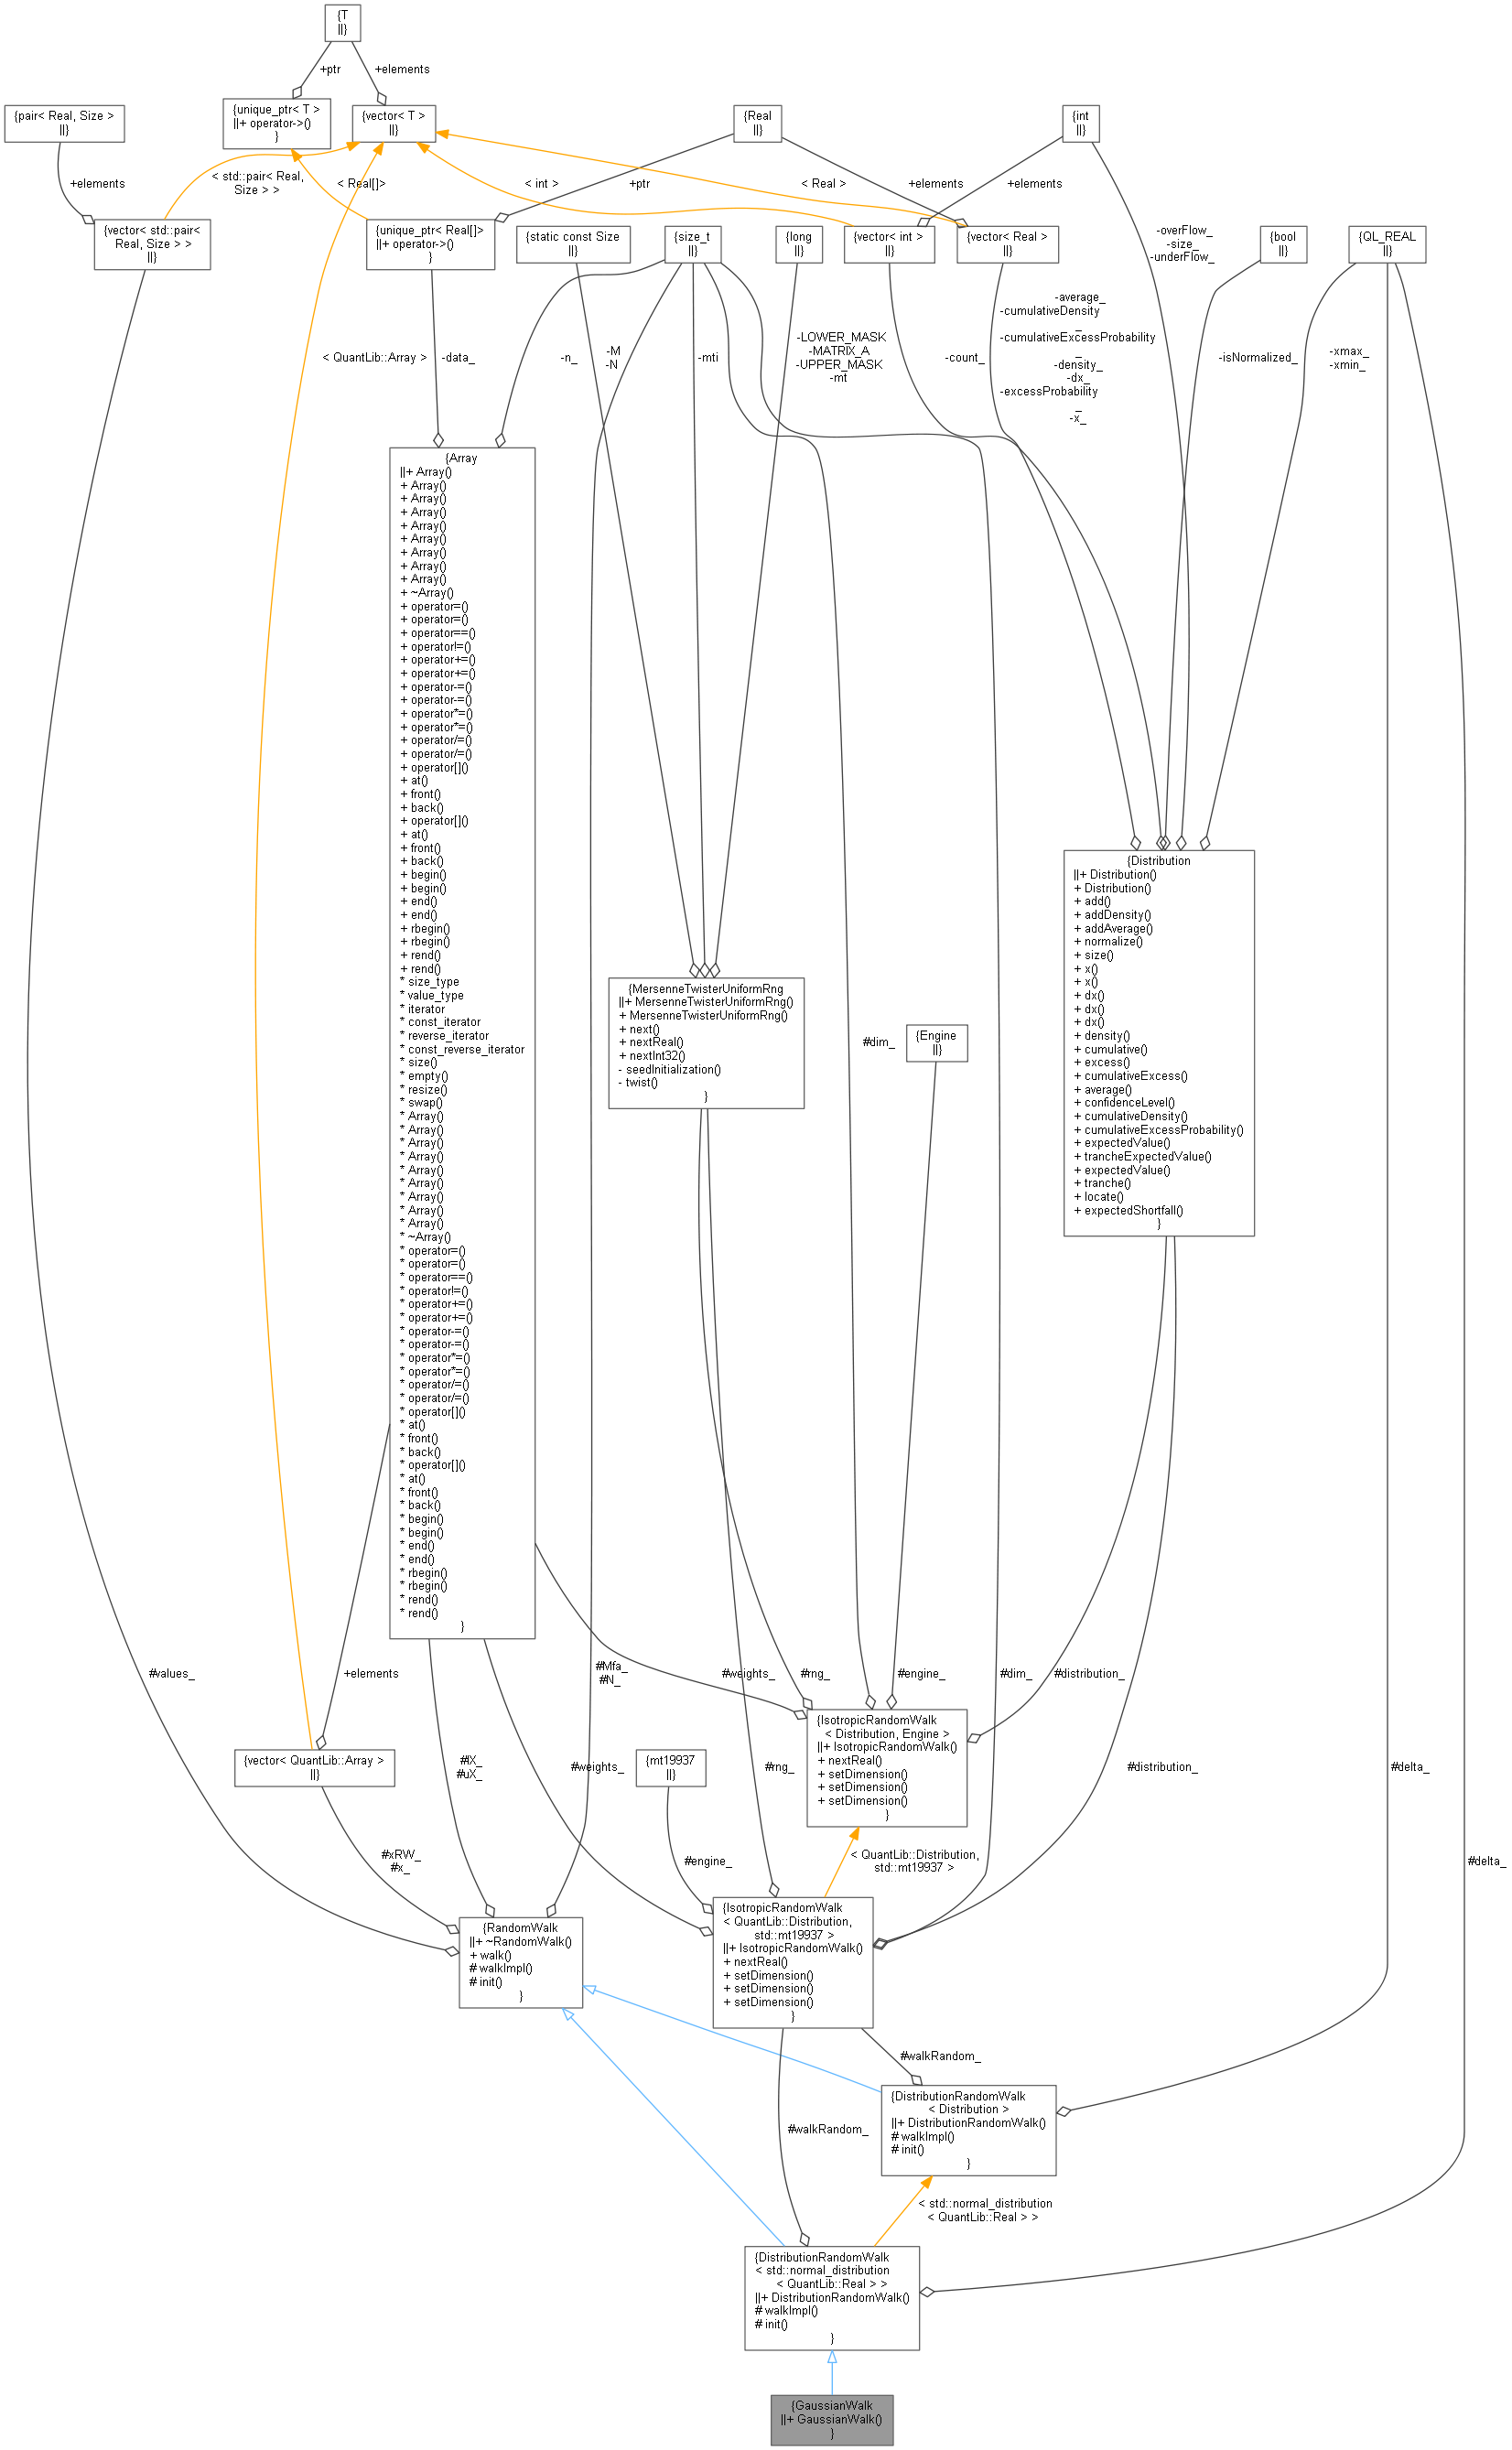 {T
||}
+ptr
+elements
{pair< Real, Size >
||}
{unique_ptr< T >
||+ operator->()
}
{vector< T >
||}
{Real
||}
{int
||}
+elements
< std::pair< Real,
Size > >
< Real[]>
< int >
+ptr
< Real >
+elements
+elements
{vector< std::pair<
Real, Size > >
||}
{unique_ptr< Real[]>
||+ operator->()
}
{static const Size
||}
{size_t
||}
{long
||}
{vector< int >
||}
{vector< Real >
||}
-overFlow_
-size_
-underFlow_
{bool
||}
{QL_REAL
||}
< QuantLib::Array >
-data_
-n_
-M
-N
-mti
-LOWER_MASK
-MATRIX_A
-UPPER_MASK
-mt
-count_
-average_
-cumulativeDensity
_
-cumulativeExcessProbability
_
-density_
-dx_
-excessProbability
_
-x_
-isNormalized_
-xmax_
-xmin_
{Array
||+ Array()
+ Array()
+ Array()
+ Array()
+ Array()
+ Array()
+ Array()
+ Array()
+ Array()
+ ~Array()
+ operator=()
+ operator=()
+ operator==()
+ operator!=()
+ operator+=()
+ operator+=()
+ operator-=()
+ operator-=()
+ operator*=()
+ operator*=()
+ operator/=()
+ operator/=()
+ operator[]()
+ at()
+ front()
+ back()
+ operator[]()
+ at()
+ front()
+ back()
+ begin()
+ begin()
+ end()
+ end()
+ rbegin()
+ rbegin()
+ rend()
+ rend()
* size_type
* value_type
* iterator
* const_iterator
* reverse_iterator
* const_reverse_iterator
* size()
* empty()
* resize()
* swap()
* Array()
* Array()
* Array()
* Array()
* Array()
* Array()
* Array()
* Array()
* Array()
* ~Array()
* operator=()
* operator=()
* operator==()
* operator!=()
* operator+=()
* operator+=()
* operator-=()
* operator-=()
* operator*=()
* operator*=()
* operator/=()
* operator/=()
* operator[]()
* at()
* front()
* back()
* operator[]()
* at()
* front()
* back()
* begin()
* begin()
* end()
* end()
* rbegin()
* rbegin()
* rend()
* rend()
}
{Distribution
||+ Distribution()
+ Distribution()
+ add()
+ addDensity()
+ addAverage()
+ normalize()
+ size()
+ x()
+ x()
+ dx()
+ dx()
+ dx()
+ density()
+ cumulative()
+ excess()
+ cumulativeExcess()
+ average()
+ confidenceLevel()
+ cumulativeDensity()
+ cumulativeExcessProbability()
+ expectedValue()
+ trancheExpectedValue()
+ expectedValue()
+ tranche()
+ locate()
+ expectedShortfall()
}
{MersenneTwisterUniformRng
||+ MersenneTwisterUniformRng()
+ MersenneTwisterUniformRng()
+ next()
+ nextReal()
+ nextInt32()
- seedInitialization()
- twist()
}
#dim_
{Engine
||}
#values_
+elements
#Mfa_
#N_
#weights_
#rng_
#engine_
#dim_
#distribution_
{vector< QuantLib::Array >
||}
#lX_
#uX_
#weights_
{mt19937
||}
#rng_
{IsotropicRandomWalk
< Distribution, Engine >
||+ IsotropicRandomWalk()
+ nextReal()
+ setDimension()
+ setDimension()
+ setDimension()
}
#distribution_
#delta_
#xRW_
#x_
#engine_
< QuantLib::Distribution,
std::mt19937 >
#delta_
{RandomWalk
||+ ~RandomWalk()
+ walk()
# walkImpl()
# init()
}
{IsotropicRandomWalk
< QuantLib::Distribution,
std::mt19937 >
||+ IsotropicRandomWalk()
+ nextReal()
+ setDimension()
+ setDimension()
+ setDimension()
}
#walkRandom_
#walkRandom_
{DistributionRandomWalk
< Distribution >
||+ DistributionRandomWalk()
# walkImpl()
# init()
}
< std::normal_distribution
< QuantLib::Real > >
{DistributionRandomWalk
< std::normal_distribution
< QuantLib::Real > >
||+ DistributionRandomWalk()
# walkImpl()
# init()
}
{GaussianWalk
||+ GaussianWalk()
}